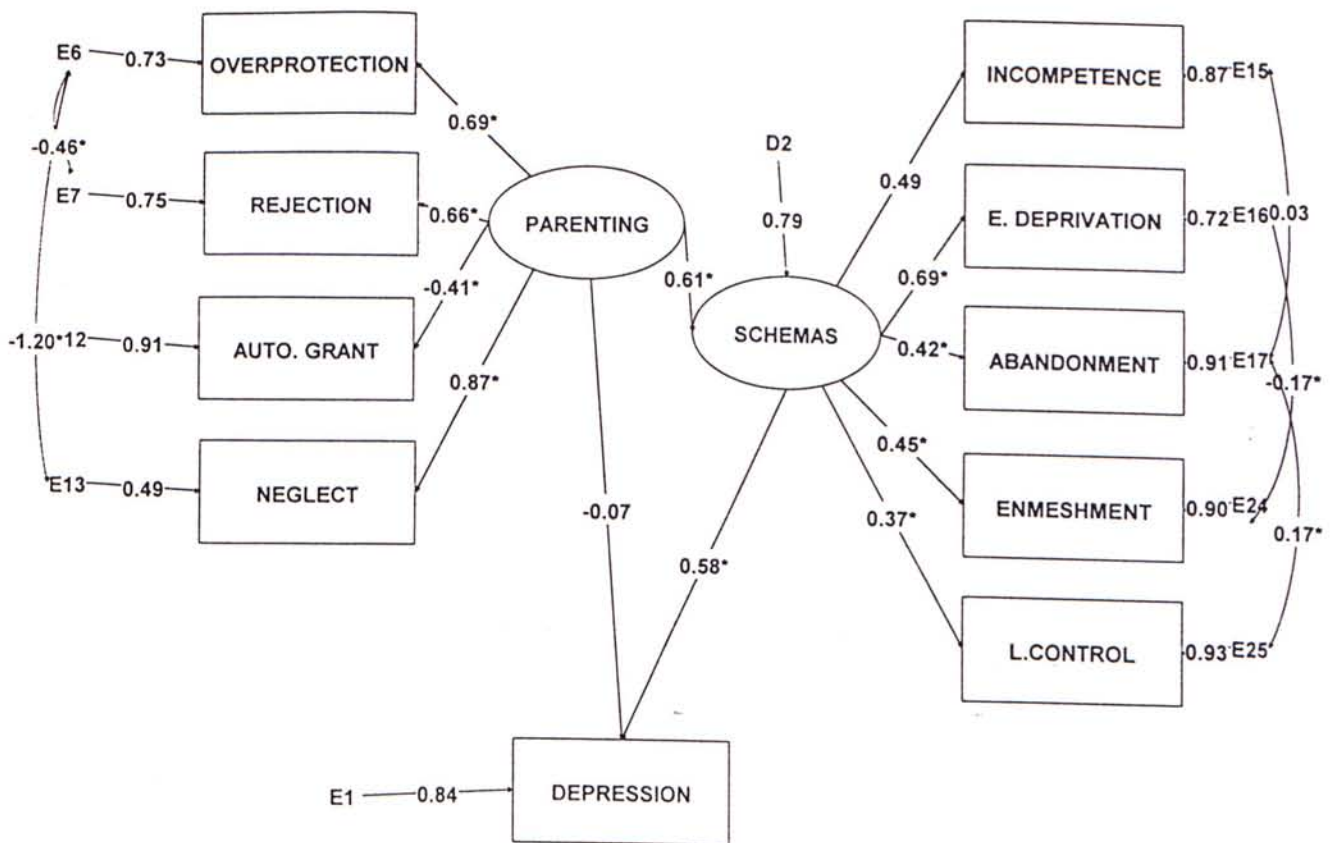 E6 0.73 OVERPROTECTION
0.69*
-0.46*
E7 0.75 REJECTION
0.66*
PARENTING
-0.41*
-1.20*12 0.91 AUTO. GRANT
0.87*
E13 0.49 NEGLECT
0.61*
D2
0.79
SCHEMAS
-0.07
0.58*
E1 0.84 DEPRESSION
0.49
INCOMPETENCE 0.87 E15
0.69*
E. DEPRIVATION 0.72 E16 0.03
0.42*
ABANDONMENT 0.91 E17
-0.17*
0.45*
ENMESHMENT 0.90 E24
0.17*
0.37*
L.CONTROL 0.93 E25